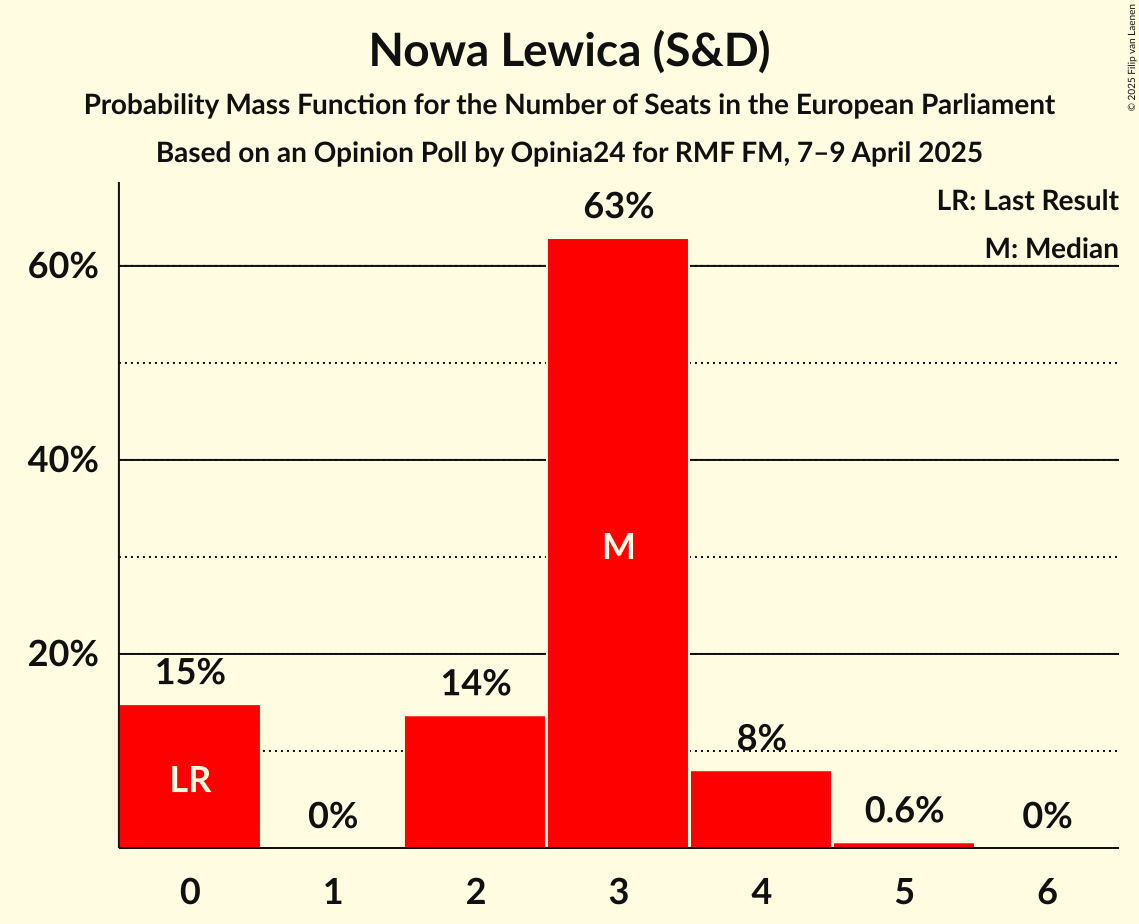 Nowa Lewica (S&D)
Probability Mass Function for the Number of Seats in the European Parliament
Based on an Opinion Poll by Opinia24 for RMF FM, 7–9 April 2025
© 2025 Filip van Laenen
LR: Last Result
M: Median
60%
40%
20%
15%
0%
14%
63%
8%
0.6%
0%
LR
M
0 1 2 3 4 5 6